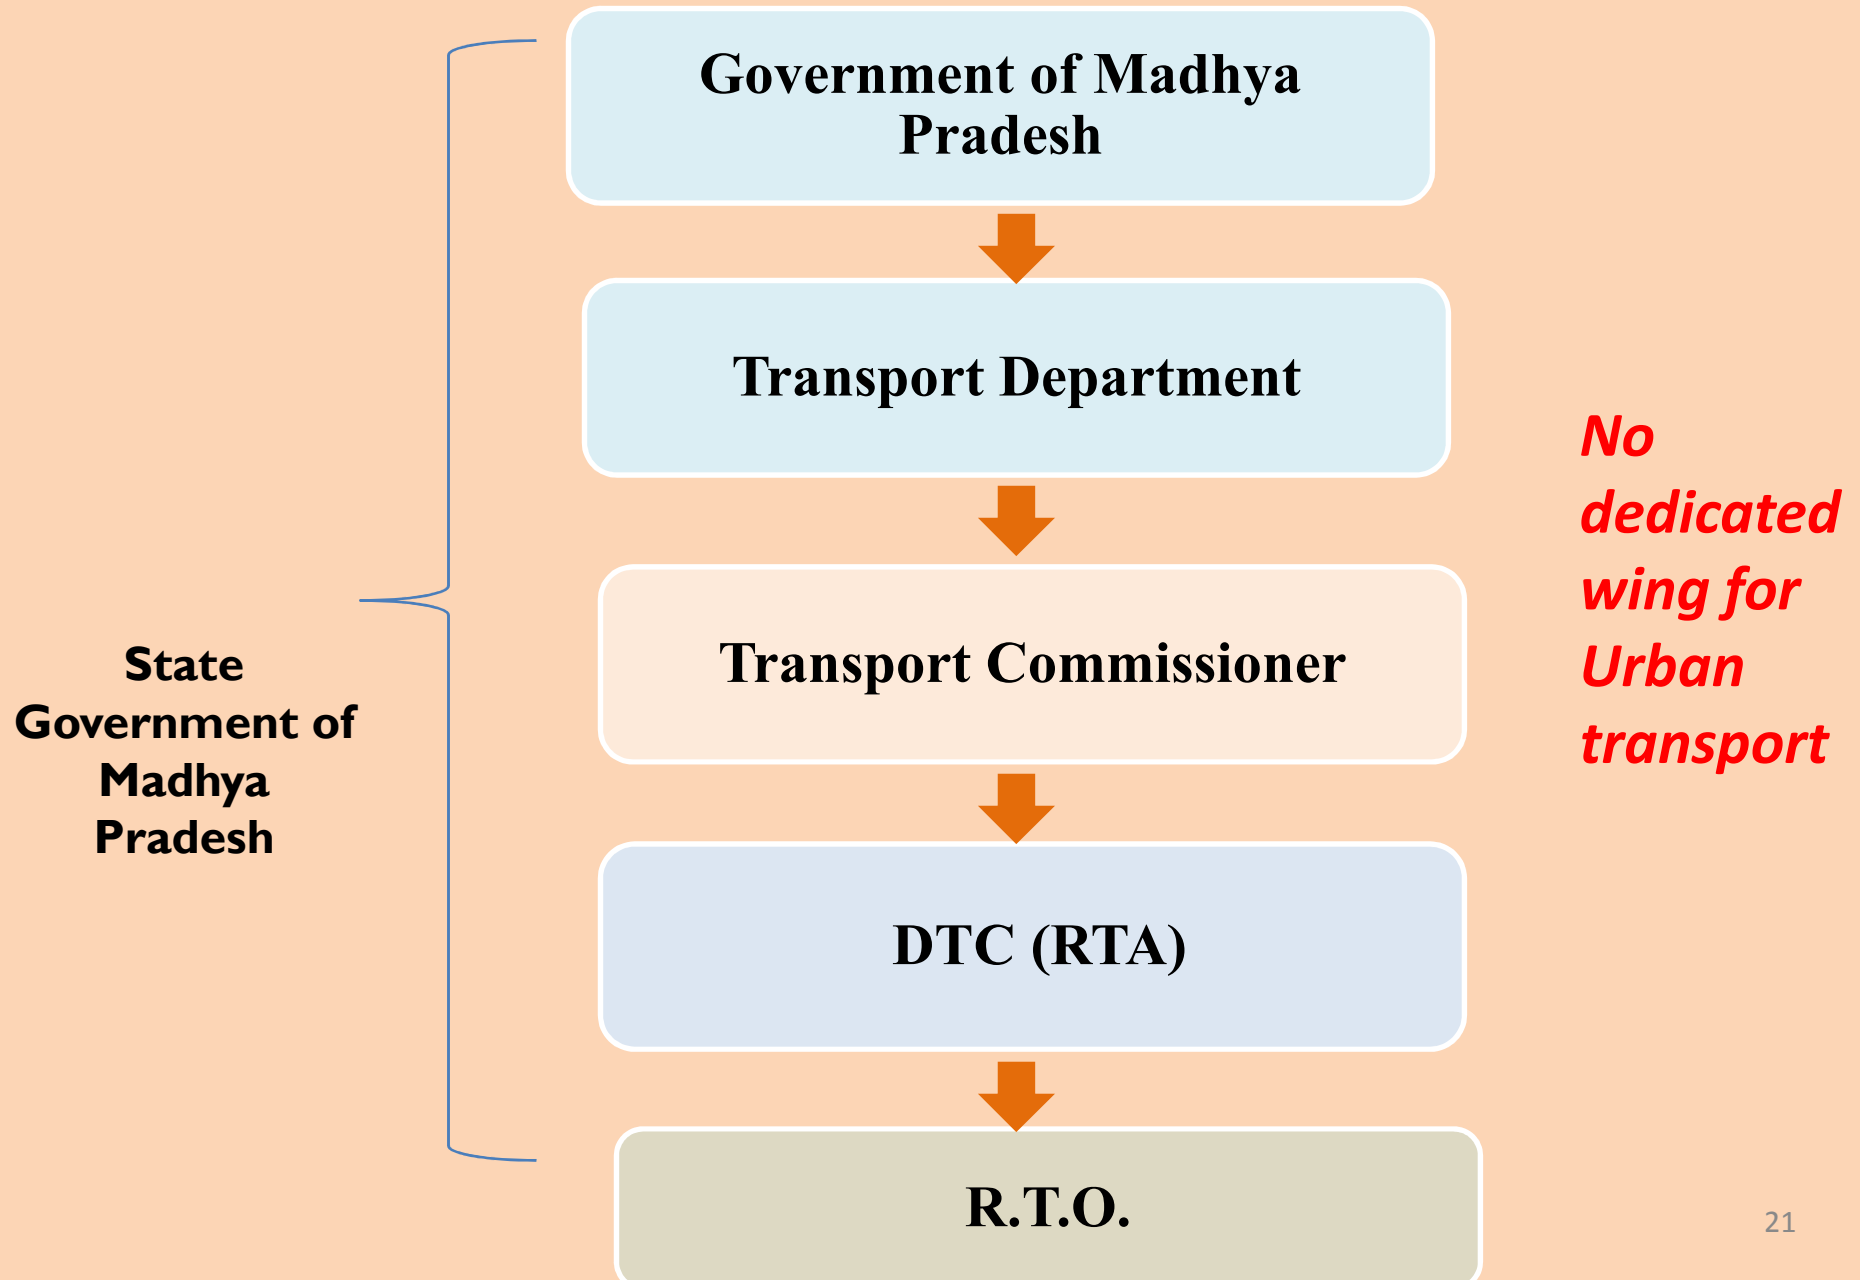 Government of Madhya
Pradesh
Transport Department
Transport Commissioner
DTC (RTA)
R.T.O.
State
Government of
Madhya
Pradesh
No
dedicated
wing for
Urban
transport
21